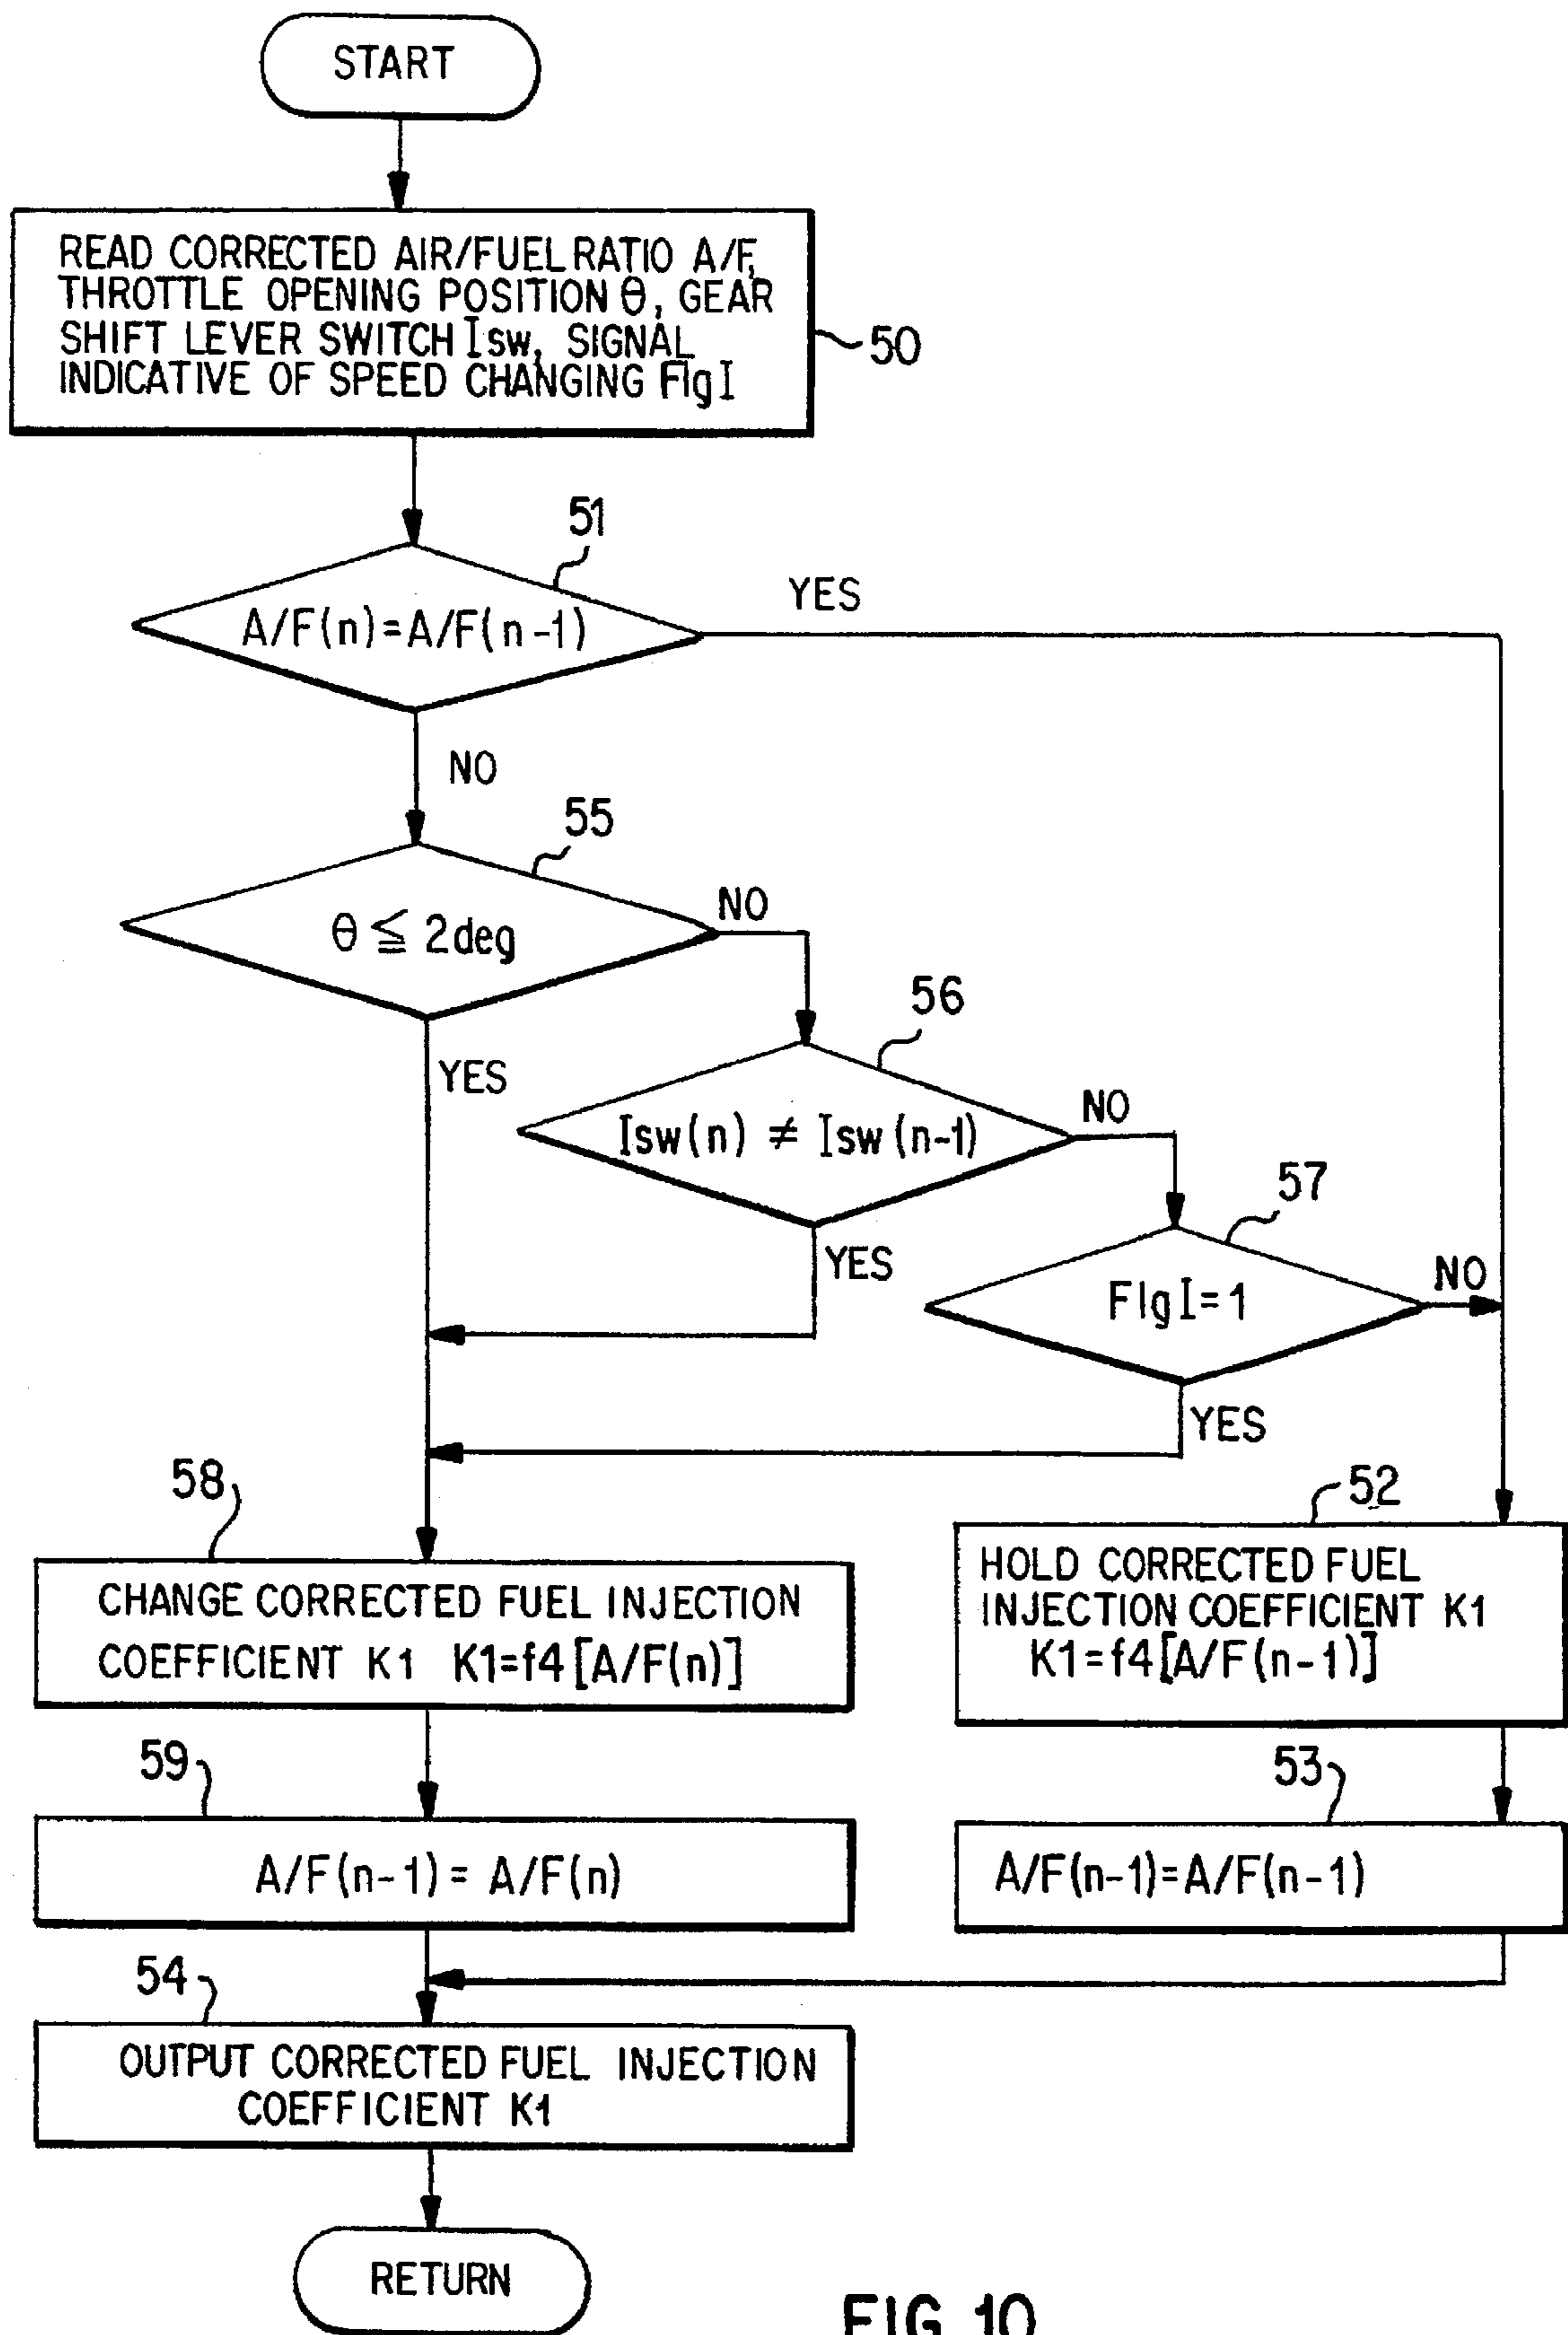 START
READ CORRECTED AIR/FUEL RATIO A/F,
THROTTLE OPENING POSITION θ, GEAR
SHIFT LEVER SWITCH Isw, SIGNAL
INDICATIVE OF SPEED CHANGING FlgI
50
51
A/F(n)=A/F(n-1)
YES
NO
55
θ ≦ 2deg
NO
YES
56
Isw(n) ≠ Isw(n-1)
NO
YES
57
FlgI=1
NO
YES
58
CHANGE CORRECTED FUEL INJECTION
COEFFICIENT K1 K1=f4[A/F(n)]
52
HOLD CORRECTED FUEL
INJECTION COEFFICIENT K1
K1=f4[A/F(n-1)]
59
A/F(n-1)= A/F(n)
53
A/F(n-1)=A/F(n-1)
54
OUTPUT CORRECTED FUEL INJECTION
COEFFICIENT K1
RETURN
FIG. 10